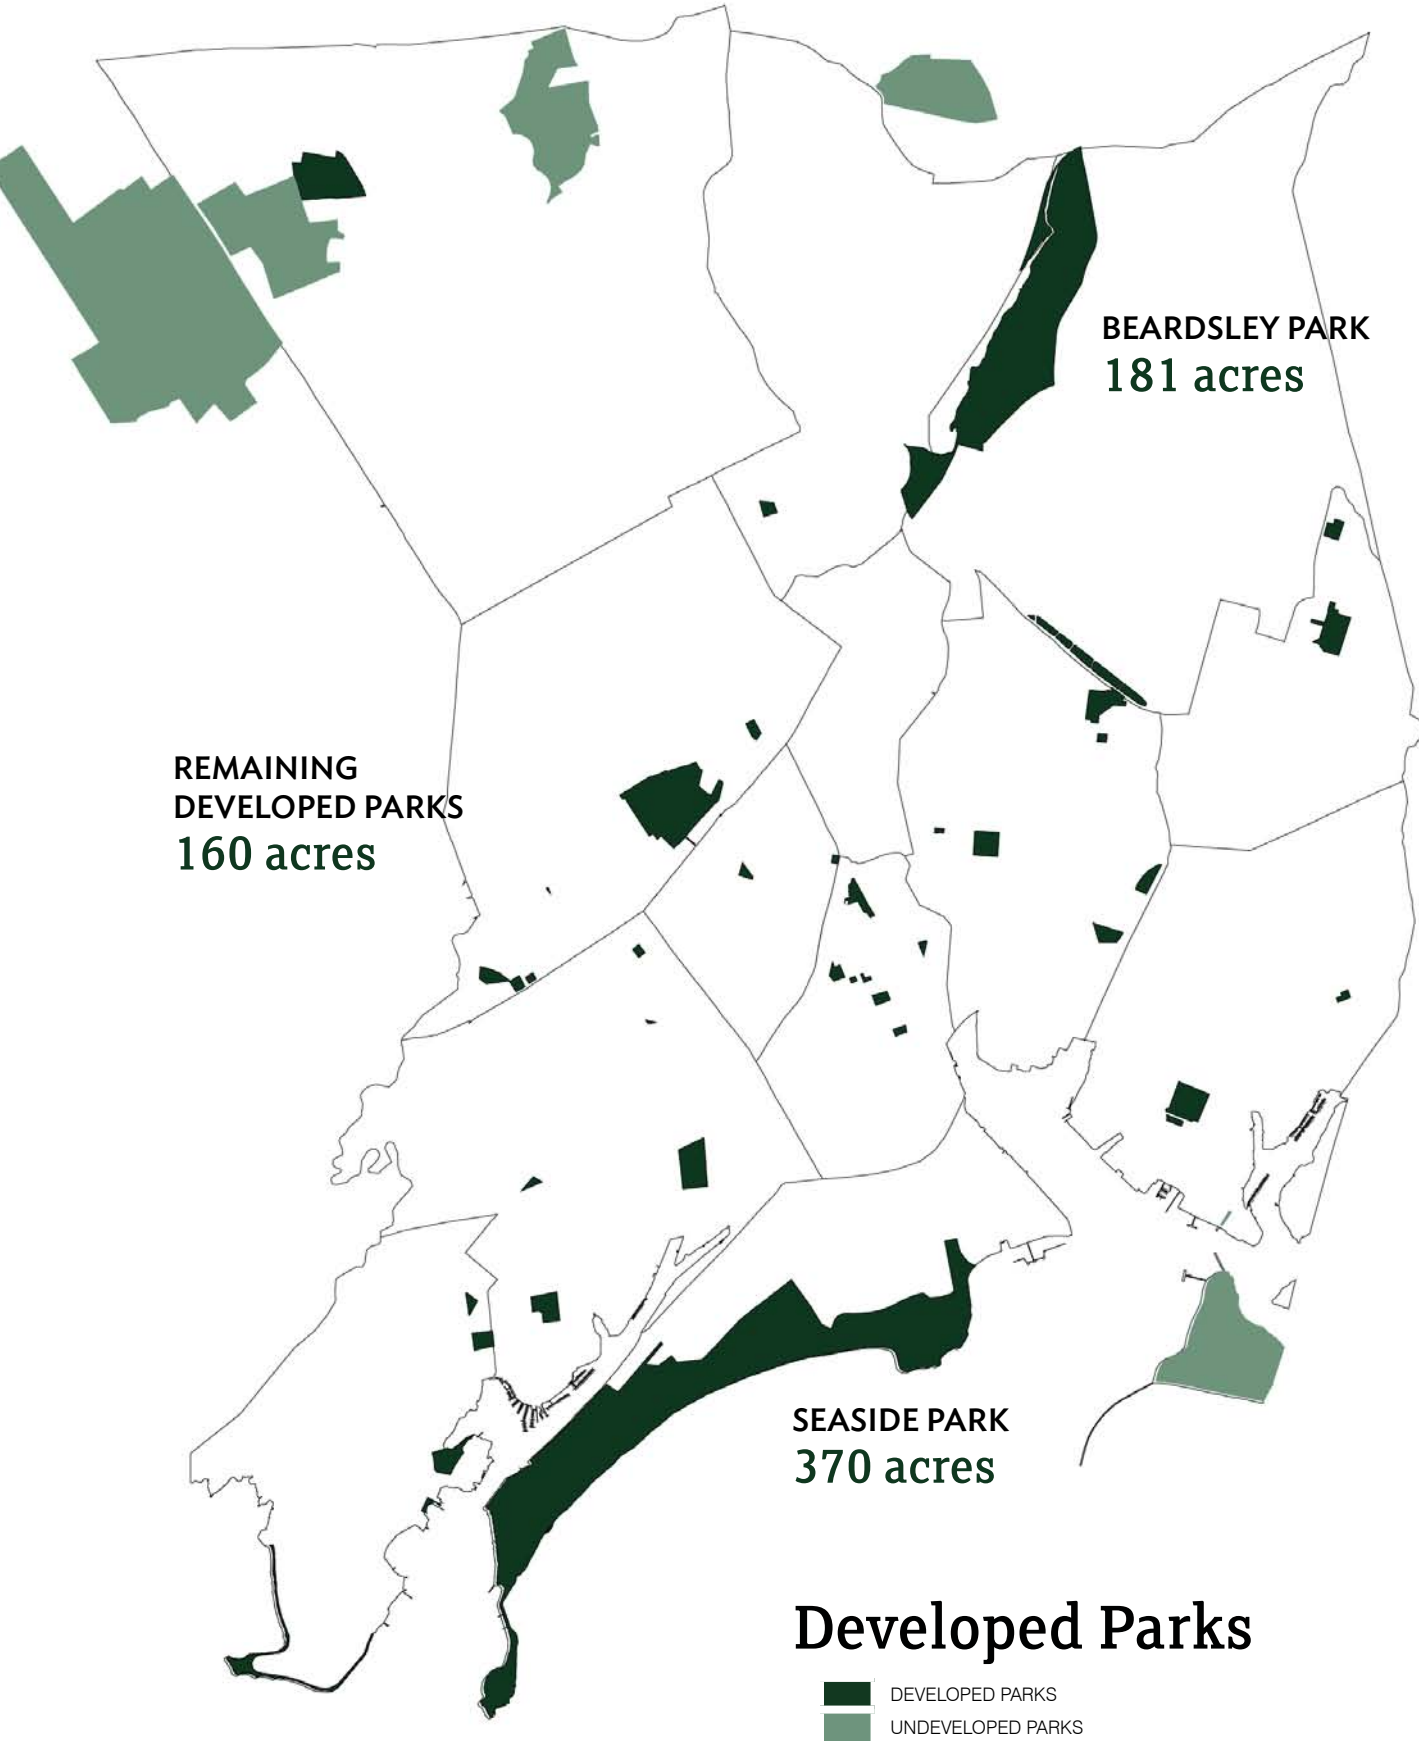 BEARDSLEY PARK
181 acres
REMAINING
DEVELOPED PARKS
160 acres
SEASIDE PARK
370 acres
Developed Parks
DEVELOPED PARKS
UNDEVELOPED PARKS